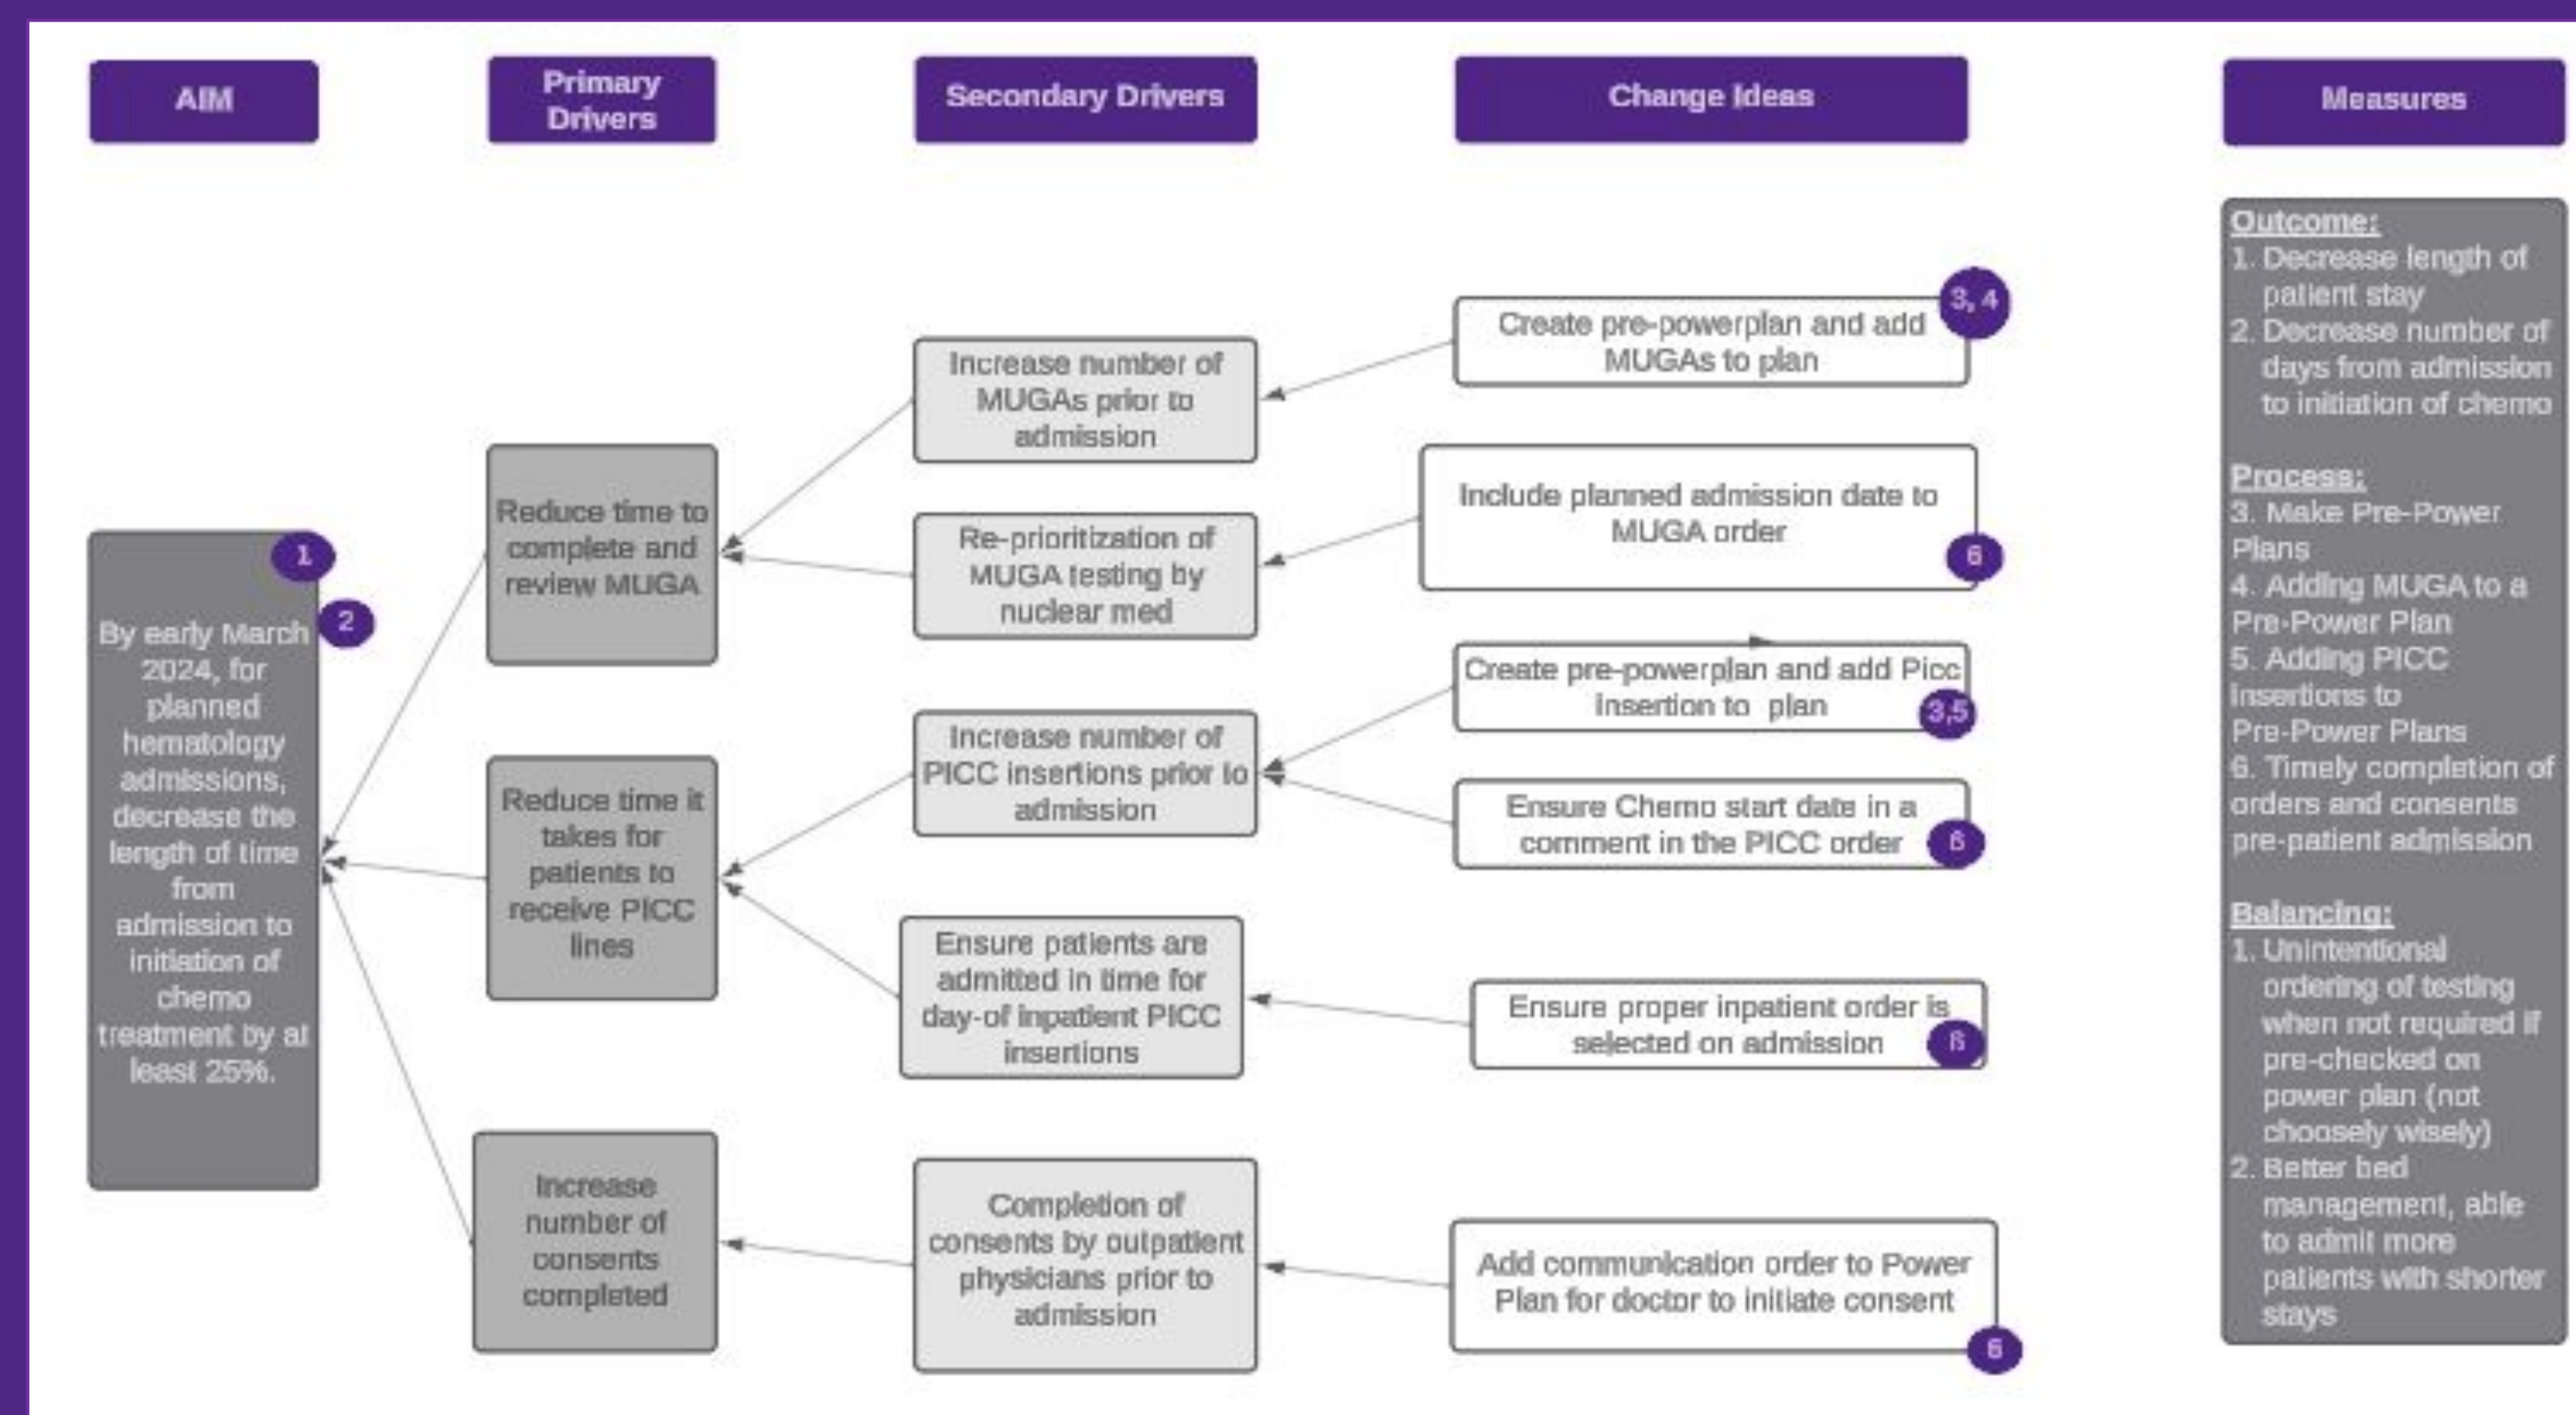 AIM
Primary
Drivers
Secondary Drivers
Change Ideas
Measures
1
2
By early March
2024, for
planned
hematology
admissions,
decrease the
length of time
from
admission to
initiation of
chemo
treatment by at
least 25%.
Reduce time to
complete and
review MUGA
Reduce time it
takes for
patients to
receive PICC
lines
Increase
number of
consents
completed
Increase number of
MUGAs prior to
admission
Re-prioritization of
MUGA testing by
nuclear med
Increase number of
PICC insertions prior to
admission
Ensure patients are
admitted in time for
day-of inpatient PICC
insertions
Completion of
consents by outpatient
physicians prior to
admission
3, 4
Create pre-powerplan and add
MUGAs to plan
Include planned admission date to
MUGA order
6
Create pre-powerplan and add Picc
insertion to plan
3,5
Ensure Chemo start date in a
comment in the PICC order
6
Ensure proper inpatient order is
selected on admission
6
Add communication order to Power
Plan for doctor to initiate consent
6
Outcome:
1. Decrease length of
patient stay
2. Decrease number of
days from admission
to initiation of chemo
Process:
3. Make Pre-Power
Plans
4. Adding MUGA to a
Pre-Power Plan
5. Adding PICC
insertions to
Pre-Power Plans
6. Timely completion of
orders and consents
pre-patient admission
Balancing:
1. Unintentional
ordering of testing
when not required if
pre-checked on
power plan (not
choosely wisely)
2. Better bed
management, able
to admit more
patients with shorter
stays